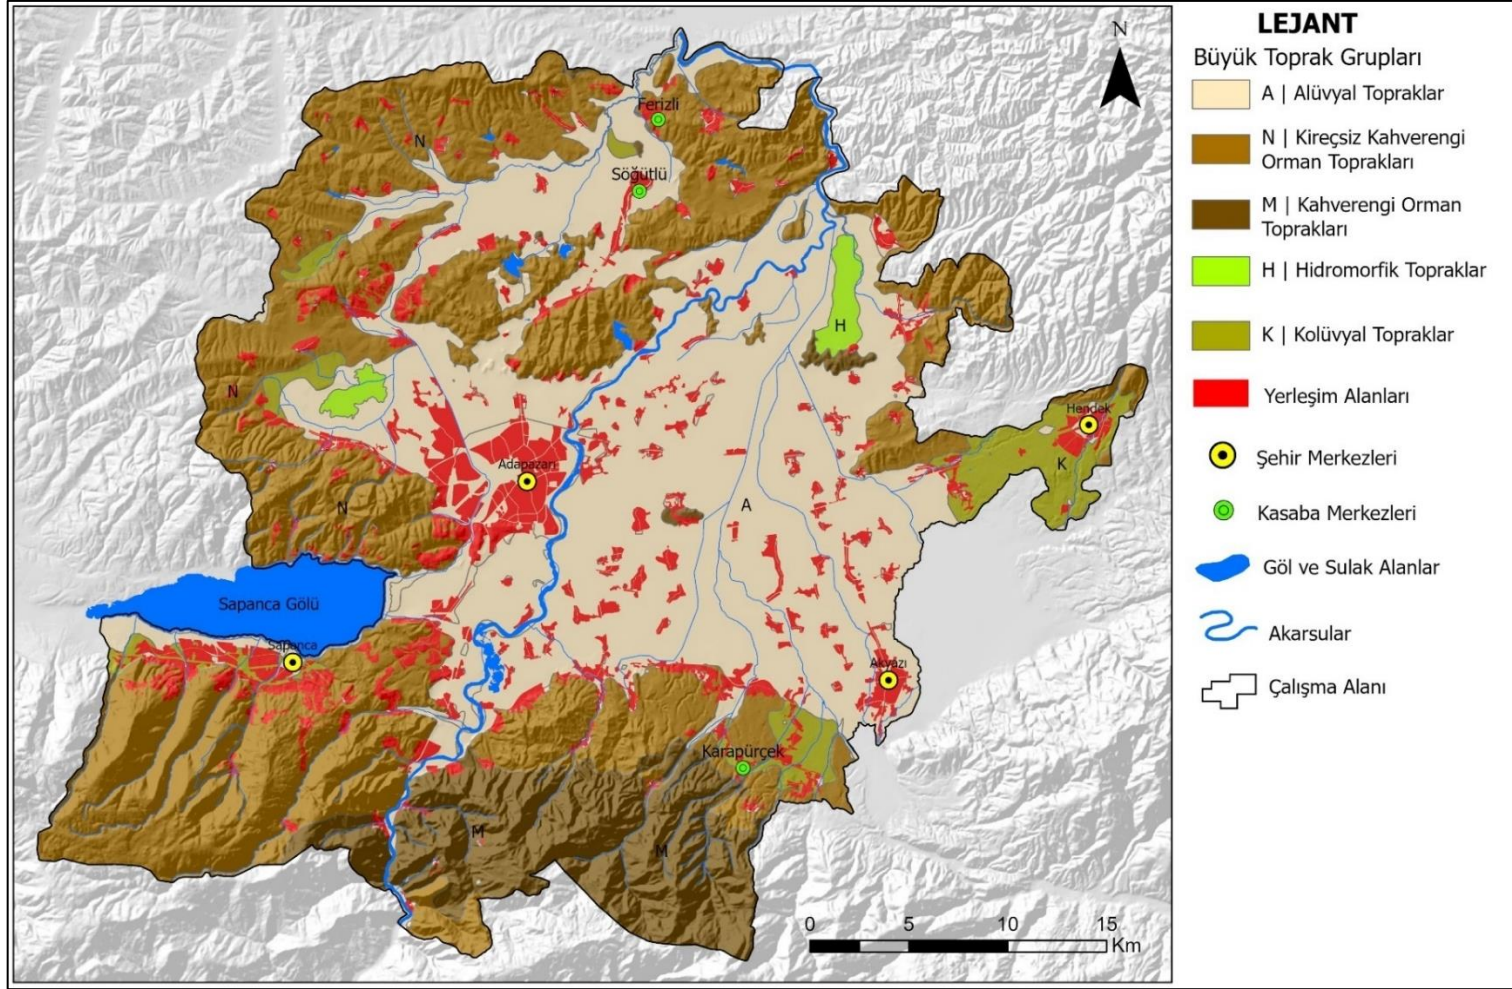 N
Ferizli
N
Söğütlü
H
N
Hendek
K
Adapazarı
N
A
Sapanca Gölü
Sapanca
Akyazı
Karapürçek
M
M
0 5 10 15
Km
LEJANT
Büyük Toprak Grupları
A | Alüvyal Topraklar
N | Kireçsiz Kahverengi
Orman Toprakları
M | Kahverengi Orman
Toprakları
H | Hidromorfik Topraklar
K | Kolüvyal Topraklar
Yerleşim Alanları
Şehir Merkezleri
Kasaba Merkezleri
Göl ve Sulak Alanlar
Akarsular
Çalışma Alanı